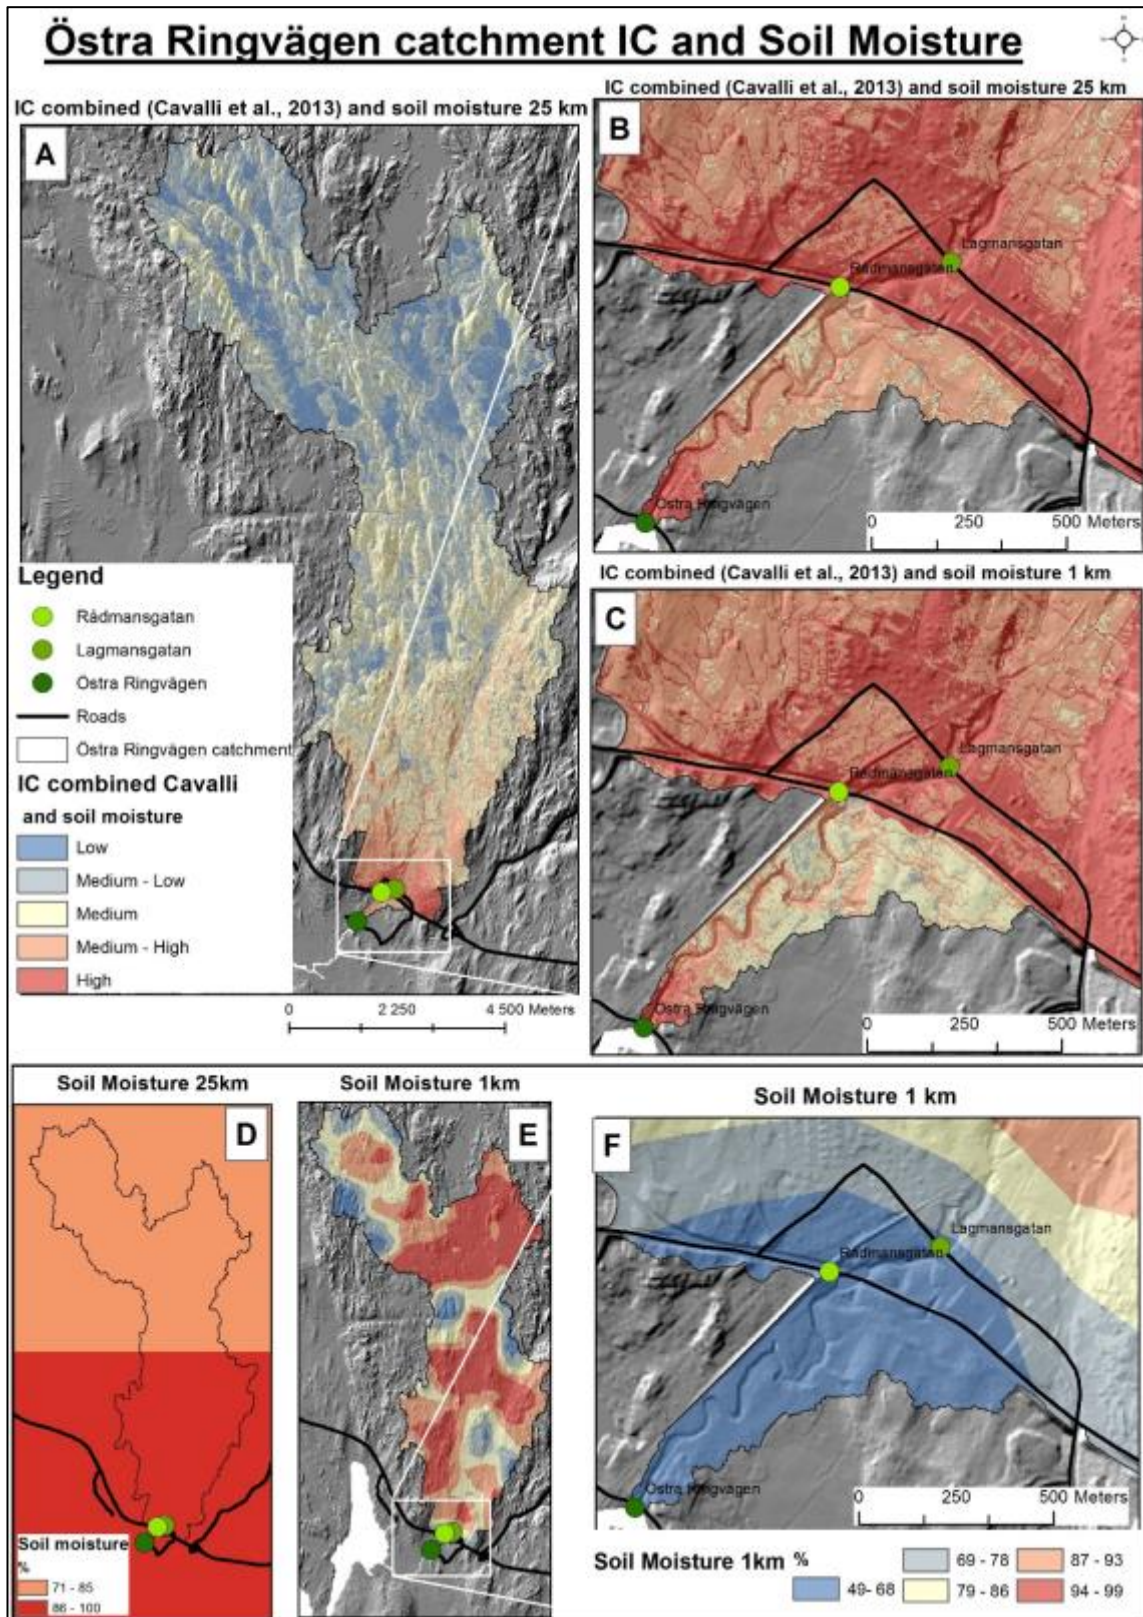 Östra Ringvägen catchment IC and Soil Moisture
IC combined (Cavalli et al., 2013) and soil moisture 25 km
A
Legend
Rådmansgatan
Lagmansgatan
Östra Ringvägen
Roads
Östra Ringvägen catchment
IC combined Cavalli
and soil moisture
Low
Medium - Low
Medium
Medium - High
High
0 2 250 4 500 Meters
IC combined (Cavalli et al., 2013) and soil moisture 25 km
B
Lagmansgatan
Rådmansgatan
Östra Ringvägen
0 250 500 Meters
IC combined (Cavalli et al., 2013) and soil moisture 1 km
C
Lagmansgatan
Rådmansgatan
Östra Ringvägen
0 250 500 Meters
Soil Moisture 25km
D
Soil moisture
%
71 - 85
86 - 100
Soil Moisture 1km
E
Soil Moisture 1 km
F
Lagmansgatan
Rådmansgatan
Östra Ringvägen
0 250 500 Meters
Soil Moisture 1km %
49- 68
69 - 78
79 - 86
87 - 93
94 - 99